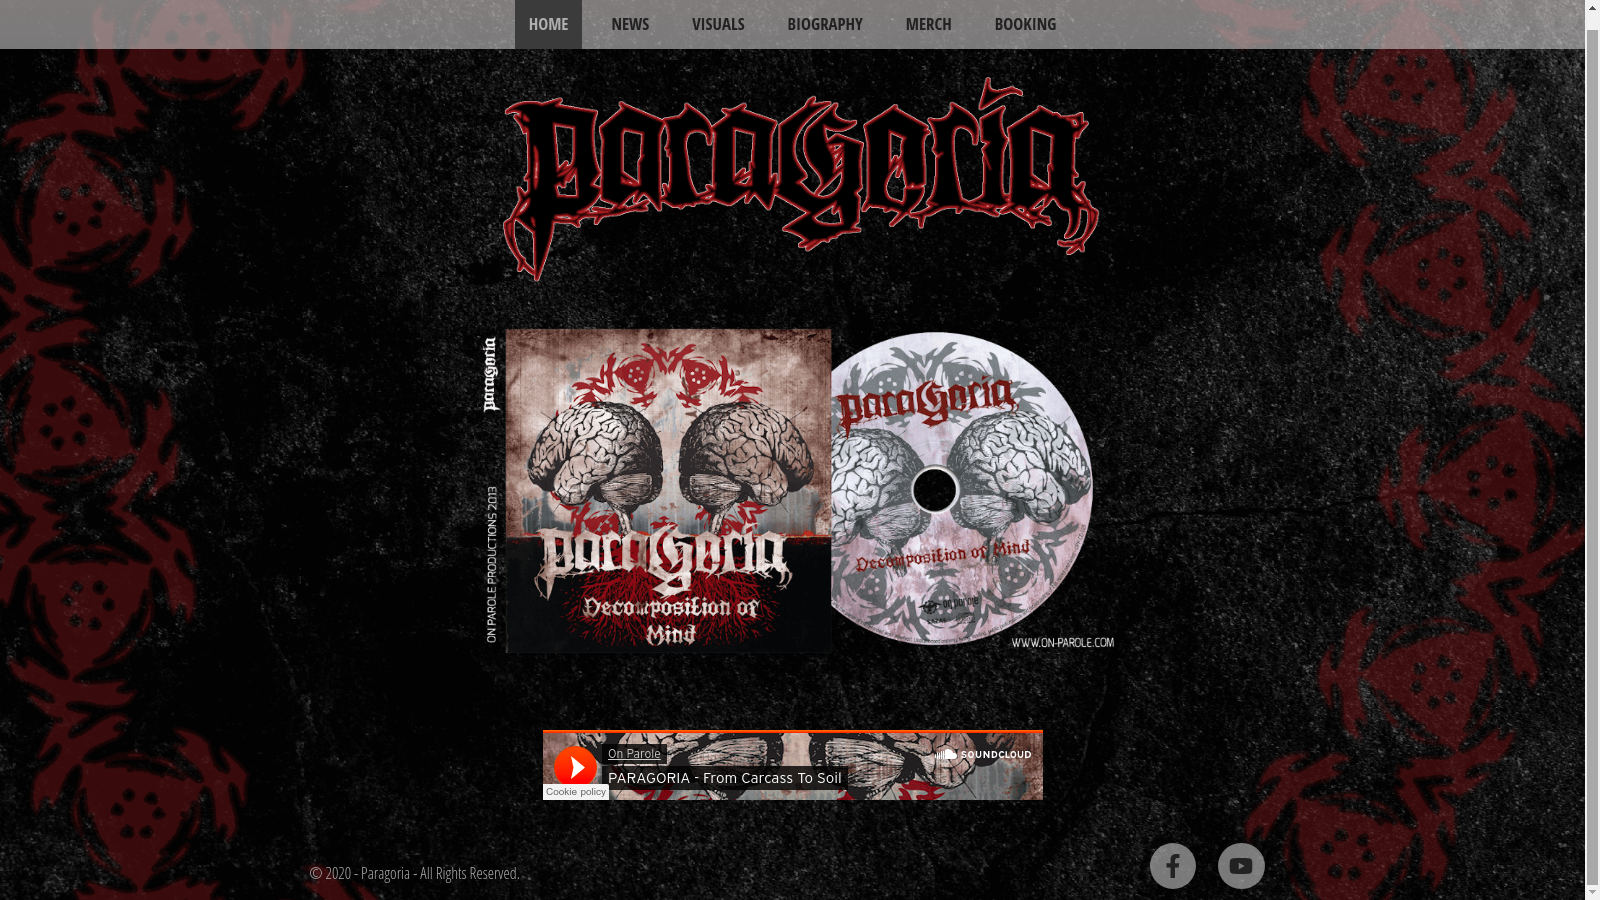 HOME NEWS VISUALS BIOGRAPHY MERCH BOOKING
paraGoria
paraGoria
ON PAROLE PRODUCTIONS 2013
paraGoria
Decomposition of
Mind
paraGoria
Decomposition of Mind
on parole
WWW.ON-PAROLE.COM
On Parole
PARAGORIA - From Carcass To Soil
SOUNDCLOUD
Cookie policy
© 2020 - Paragoria - All Rights Reserved.